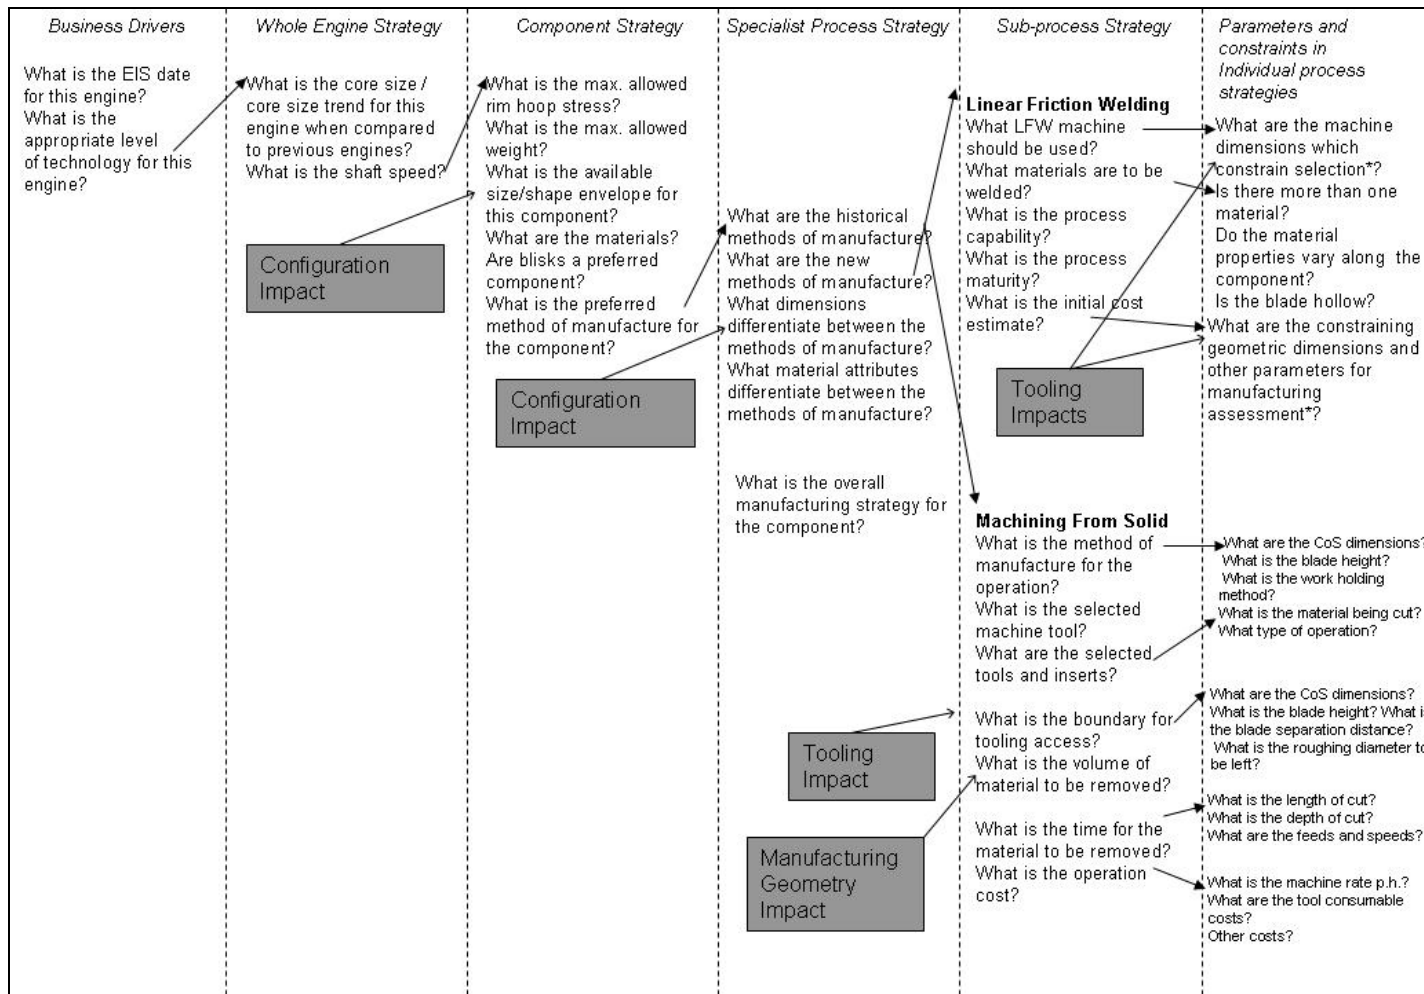 Business Drivers
What is the EIS date
for this engine?
What is the
appropriate level
of technology for this
engine?
Whole Engine Strategy
What is the core size /
core size trend for this
engine when compared
to previous engines?
What is the shaft speed?
Configuration
Impact
Component Strategy
What is the max. allowed
rim hoop stress?
What is the max. allowed
weight?
What is the available
size/shape envelope for
this component?
What are the materials?
Are blisks a preferred
component?
What is the preferred
method of manufacture for
the component?
Configuration
Impact
Specialist Process Strategy
What are the historical
methods of manufacture?
What are the new
methods of manufacture?
What dimensions
differentiate between the
methods of manufacture?
What material attributes
differentiate between the
methods of manufacture?
What is the overall
manufacturing strategy for
the component?
Tooling
Impact
Manufacturing
Geometry
Impact
Sub-process Strategy
Linear Friction Welding
What LFW machine
should be used?
What materials are to be
welded?
What is the process
capability?
What is the process
maturity?
What is the initial cost
estimate?
Tooling
Impacts
Machining From Solid
What is the method of
manufacture for the
operation?
What is the selected
machine tool?
What are the selected
tools and inserts?
What is the boundary for
tooling access?
What is the volume of
material to be removed?
What is the time for the
material to be removed?
What is the operation
cost?
Parameters and
constraints in
Individual process
strategies
What are the machine
dimensions which
constrain selection*?
Is there more than one
material?
Do the material
properties vary along the
component?
Is the blade hollow?
What are the constraining
geometric dimensions and
other parameters for
manufacturing
assessment*?
What are the CoS dimensions?
What is the blade height?
What is the work holding
method?
What is the material being cut?
What type of operation?
What are the CoS dimensions?
What is the blade height? What i
the blade separation distance?
What is the roughing diameter to
be left?
What is the length of cut?
What is the depth of cut?
What are the feeds and speeds?
What is the machine rate p.h.?
What are the tool consumable
costs?
Other costs?